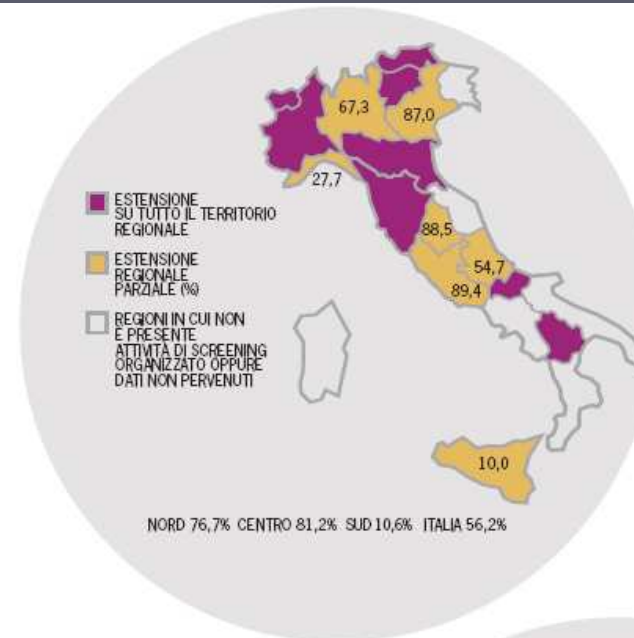 67,3
87,0
27,7
ESTENSIONE
SU TUTTO IL TERRITORIO
REGIONALE
88,5
ESTENSIONE
REGIONALE
PARZIALE (%)
54,7
89,4
REGIONI IN CUI NON
È PRESENTE
ATTIVITÀ DI SCREENING
ORGANIZZATO OPPURE
DATI NON PERVENUTI
10,0
NORD 76,7% CENTRO 81,2% SUD 10,6% ITALIA 56,2%